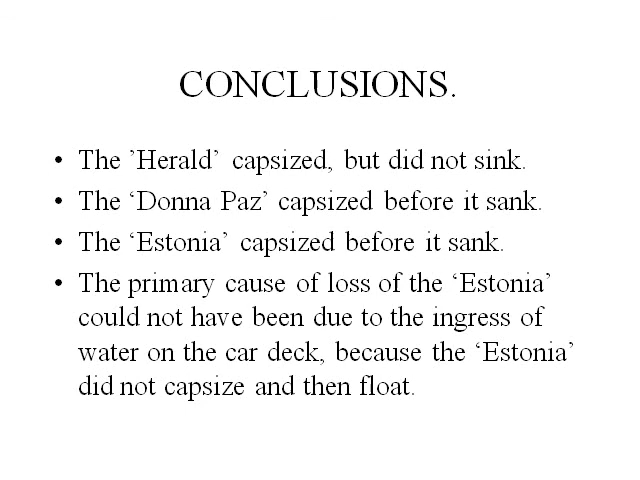 CONCLUSIONS.
• The ’Herald’ capsized, but did not sink.
• The ‘Donna Paz’ capsized before it sank.
• The ‘Estonia’ capsized before it sank.
• The primary cause of loss of the ‘Estonia’
could not have been due to the ingress of
water on the car deck, because the ‘Estonia’
did not capsize and then float.